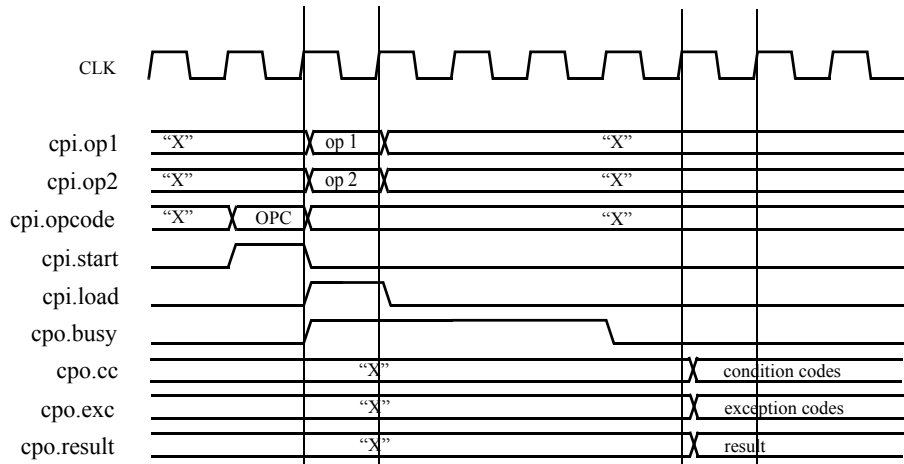 CLK
cpi.op1 “X” op 1 “X”
cpi.op2 “X” op 2 “X”
cpi.opcode “X” OPC “X”
cpi.start
cpi.load
cpo.busy
cpo.cc “X” condition codes
cpo.exc “X” exception codes
cpo.result “X” result